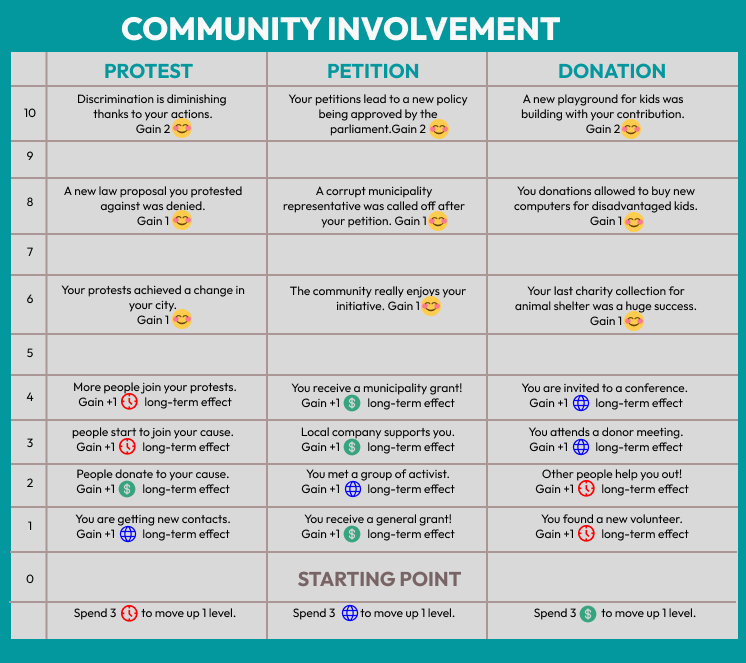 COMMUNITY INVOLVEMENT
PROTEST
PETITION
DONATION
10
Discrimination is diminishing
thanks to your actions.
Gain 2
Your petitions lead to a new policy
being approved by the
parliament.Gain 2
A new playground for kids was
building with your contribution.
Gain 2
9
8
A new law proposal you protested
against was denied.
Gain 1
A corrupt municipality
representative was called off after
your petition. Gain 1
You donations allowed to buy new
computers for disadvantaged kids.
Gain 1
7
6
Your protests achieved a change in
your city.
Gain 1
The community really enjoys your
initiative. Gain 1
Your last charity collection for
animal shelter was a huge success.
Gain 1
5
4
More people join your protests.
Gain +1 long-term effect
You receive a municipality grant!
Gain +1 $ long-term effect
You are invited to a conference.
Gain +1 long-term effect
3
people start to join your cause.
Gain +1 long-term effect
Local company supports you.
Gain +1 $ long-term effect
You attends a donor meeting.
Gain +1 long-term effect
2
People donate to your cause.
Gain +1 $ long-term effect
You met a group of activist.
Gain +1 long-term effect
Other people help you out!
Gain +1 long-term effect
1
You are getting new contacts.
Gain +1 long-term effect
You receive a general grant!
Gain +1 $ long-term effect
You found a new volunteer.
Gain +1 long-term effect
0
STARTING POINT
Spend 3 to move up 1 level.
Spend 3 to move up 1 level.
Spend 3 $ to move up 1 level.